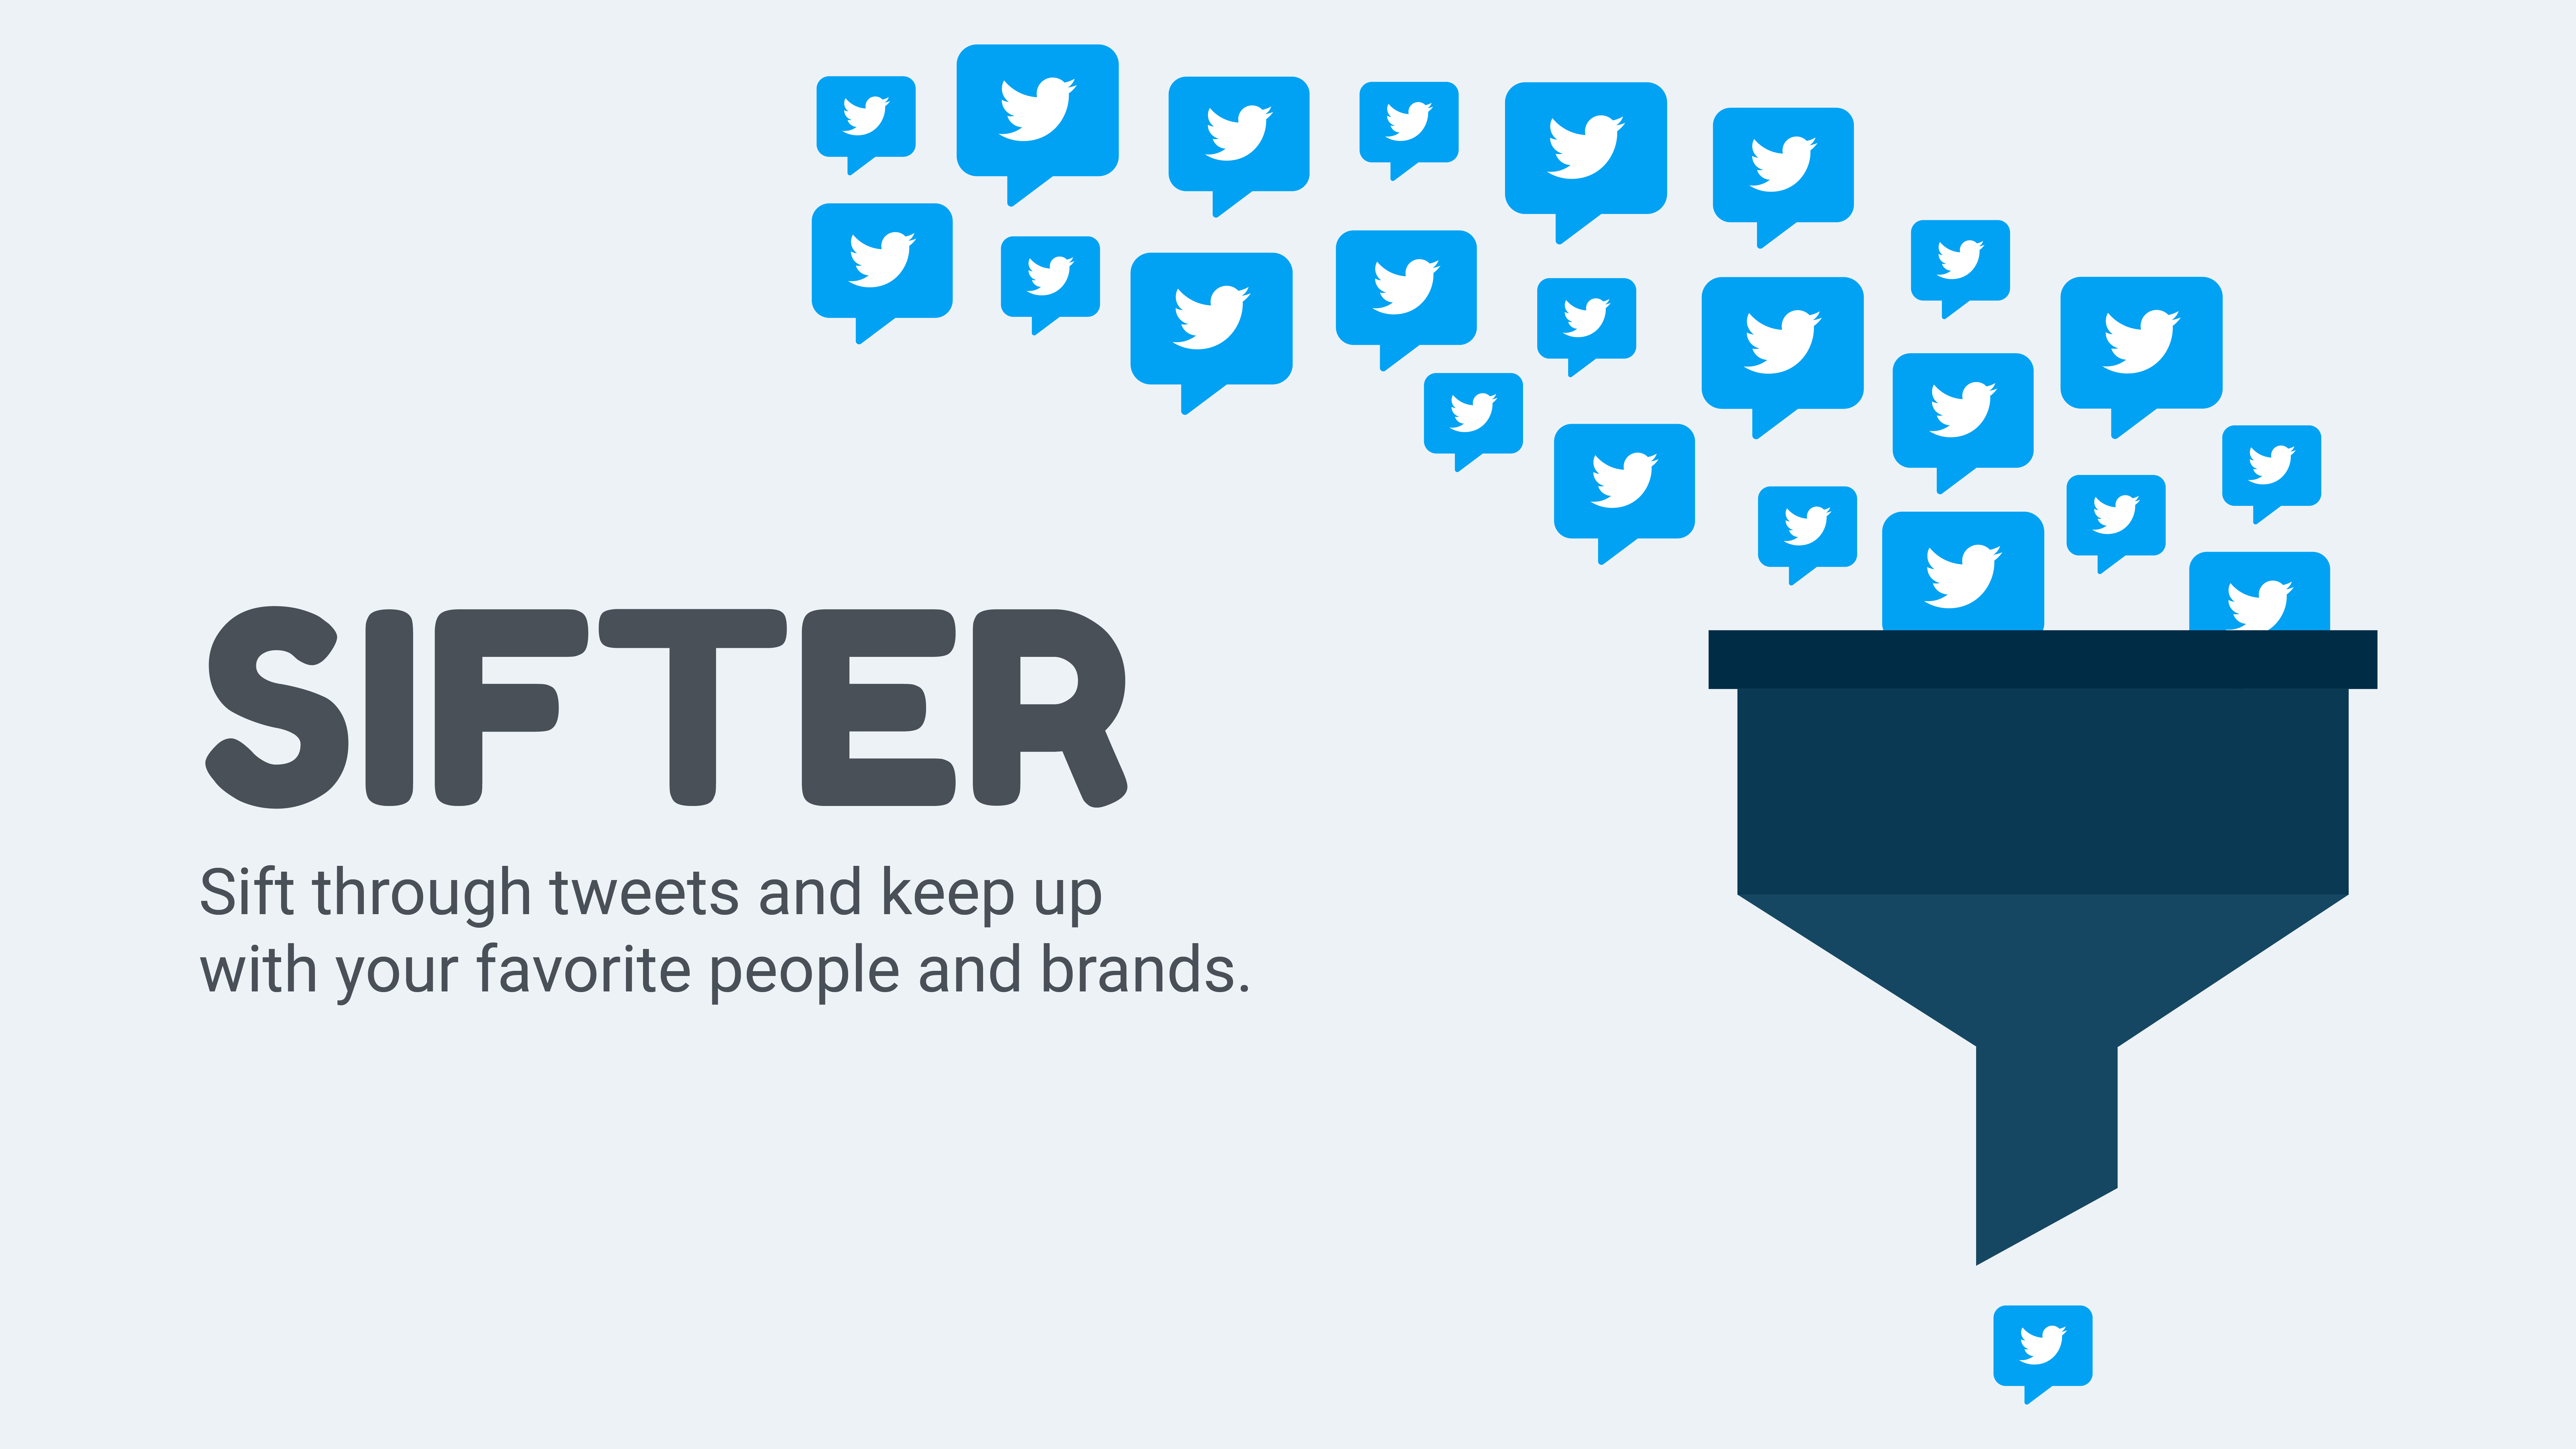 SIFTER
Sift through tweets and keep up
with your favorite people and brands.